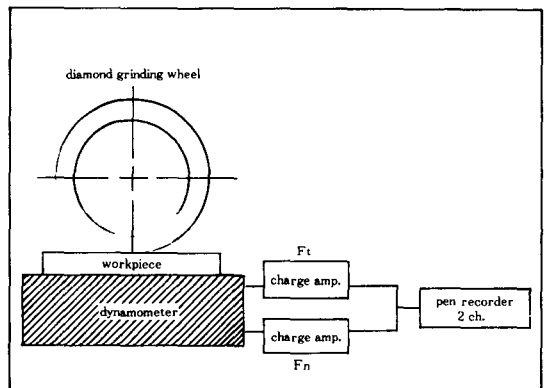 diamond grinding wheel
workpiece
dynamometer
Ft
charge amp.
charge amp.
Fn
pen recorder
2 ch.